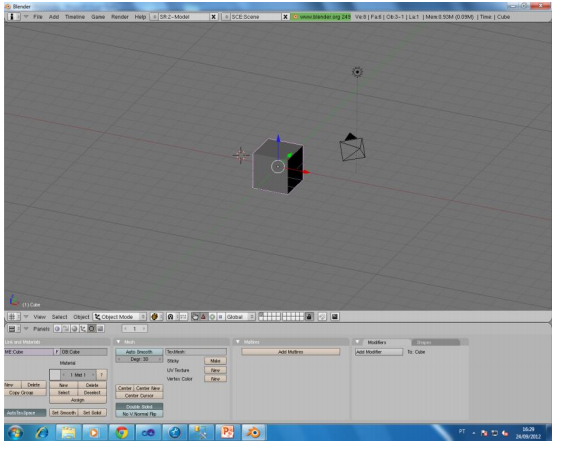 Blender
File Add Timeline Game Render Help SR:2-Model X SCE:Scene X www.blender.org 249 Ve:8 | Fa:6 | Ob:3-1 | La:1 | Mem:0.93M (0.09M) | Time: | Cube
(1) Cube
View Select Object Object Mode Global
Panels 1
Link and Materials Mesh Multires Modifiers Shapes
ME:Cube F OB:Cube Auto Smooth TexMesh: Add Multires Add Modifier To: Cube
Degr: 30 Sticky Make
Material UV Texture New
1 Mat 1 ? Vertex Color New
New Delete New Delete Center Center New
Copy Group Select Deselect Center Cursor
Assign
AutoTexSpace Set Smooth Set Solid Double Sided
No V.Normal Flip
PT 16:29
24/09/2012